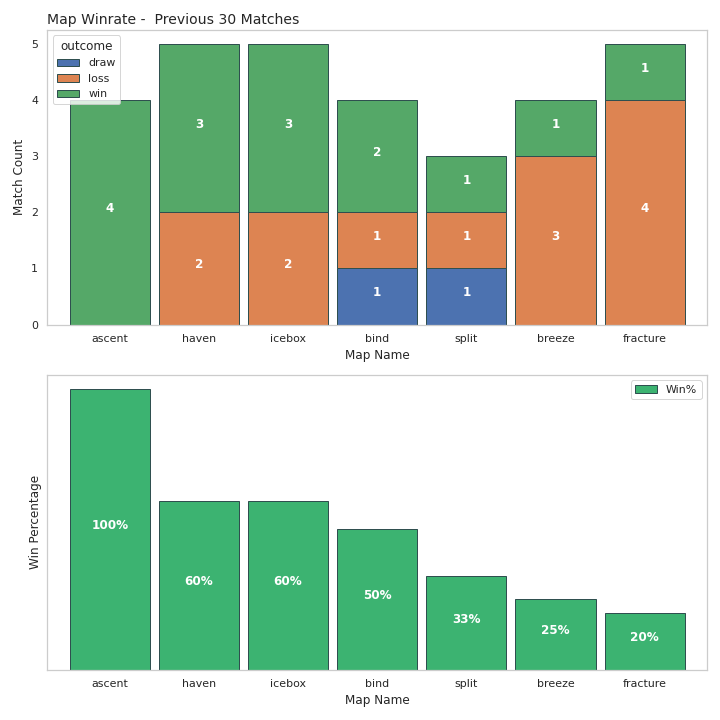 Map Winrate -  Previous 30 Matches
outcome
draw
loss
win
Match Count
5
4
3
2
1
0
4
3
2
3
2
2
1
1
1
1
1
1
3
1
4
ascent haven icebox bind split breeze fracture
Map Name
Win%
Win Percentage
100%
60%
60%
50%
33%
25%
20%
ascent haven icebox bind split breeze fracture
Map Name